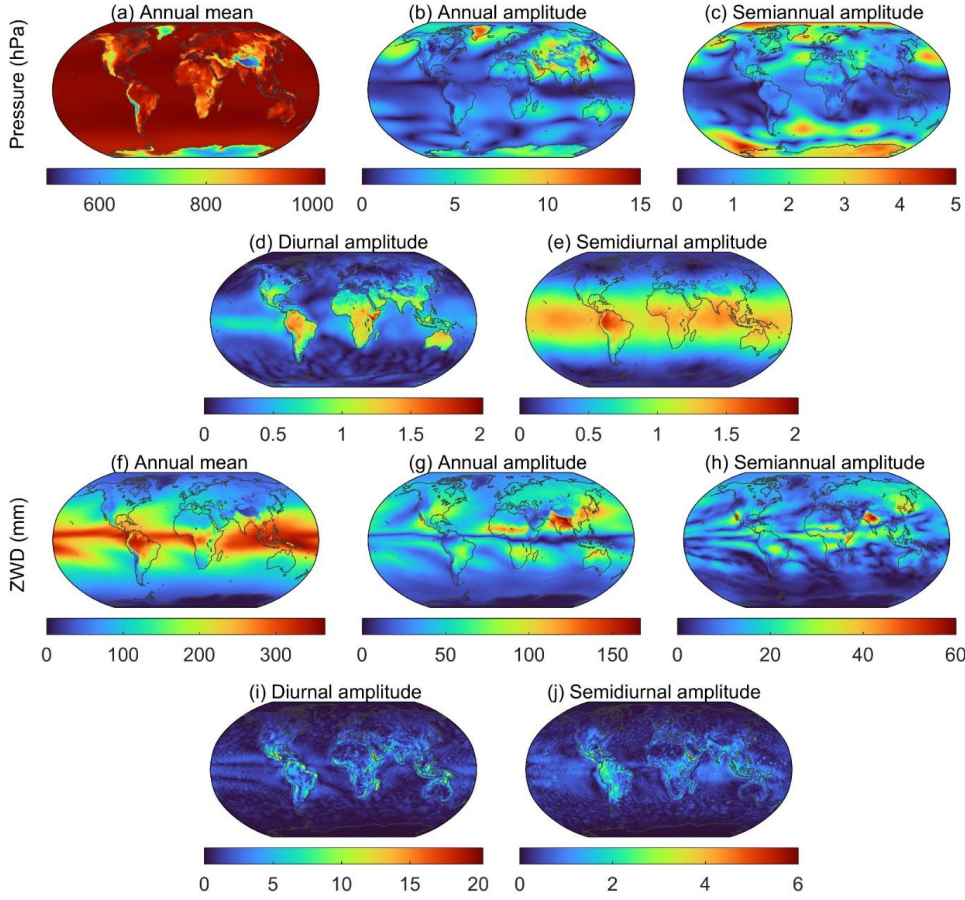 (a) Annual mean
(b) Annual amplitude
(c) Semiannual amplitude
Pressure (hPa)
600 800 1000
0 5 10 15
0 1 2 3 4 5
(d) Diurnal amplitude
(e) Semidiurnal amplitude
0 0.5 1 1.5 2
0 0.5 1 1.5 2
(f) Annual mean
(g) Annual amplitude
(h) Semiannual amplitude
ZWD (mm)
0 100 200 300
0 50 100 150
0 20 40 60
(i) Diurnal amplitude
(j) Semidiurnal amplitude
0 5 10 15 20
0 2 4 6